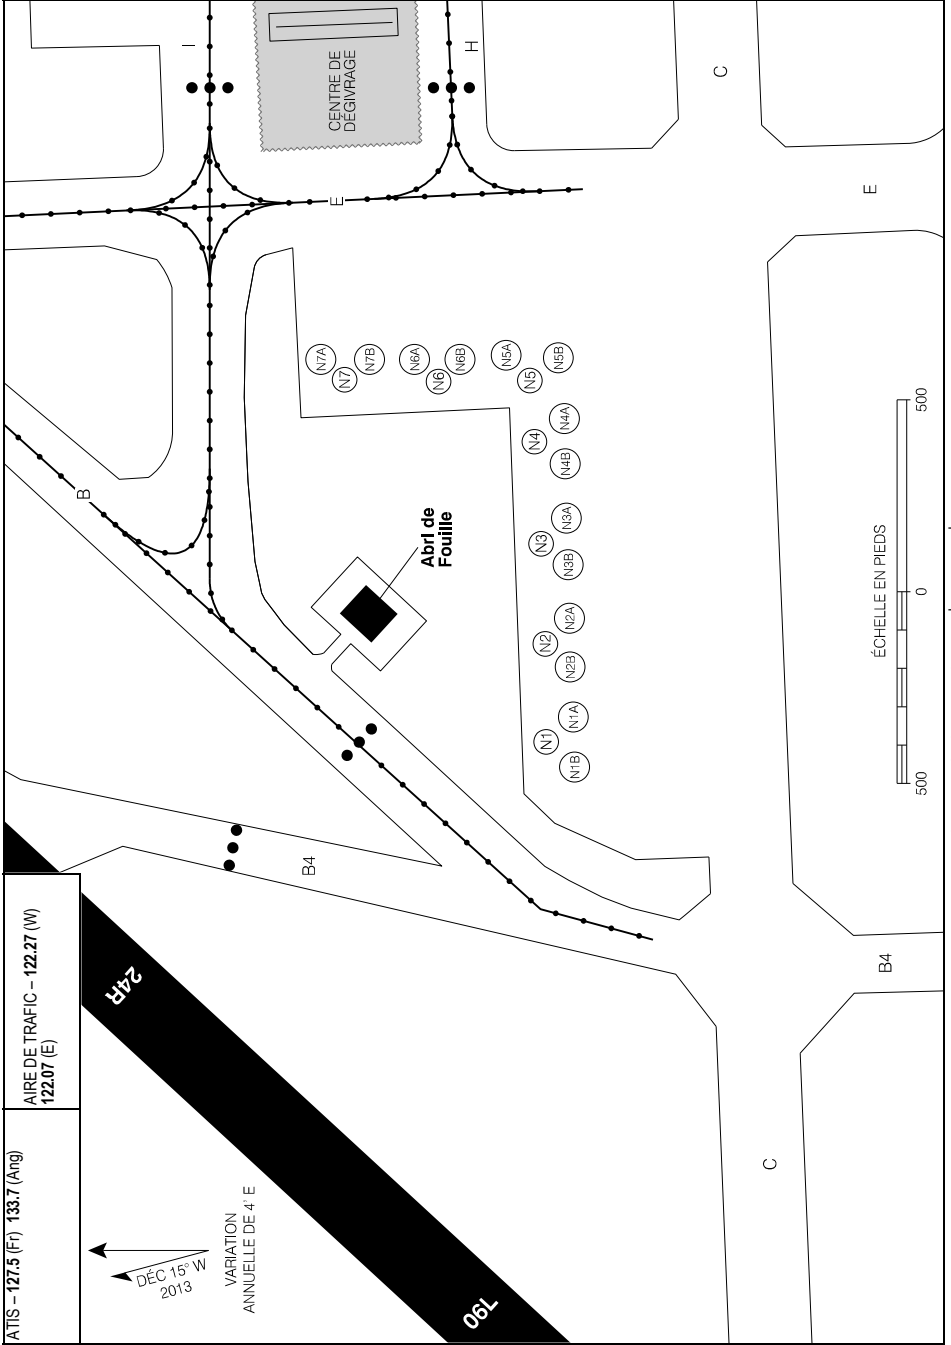 ATIS – 127.5 (Fr) 133.7 (Ang)
AIRE DE TRAFIC – 122.27 (W)
122.07 (E)
DÉC 15° W
2013
VARIATION
ANNUELLE DE 4' E
24R
06L
B4
B
I
H
E
C
E
CENTRE DE
DÉGIVRAGE
Abri de
Fouille
N7A
N7
N7B
N6A
N6
N6B
N5A
N5
N5B
N4A
N4
N4B
N3A
N3
N3B
N2A
N2
N2B
N1A
N1
N1B
ÉCHELLE EN PIEDS
500
0
500
B4
C